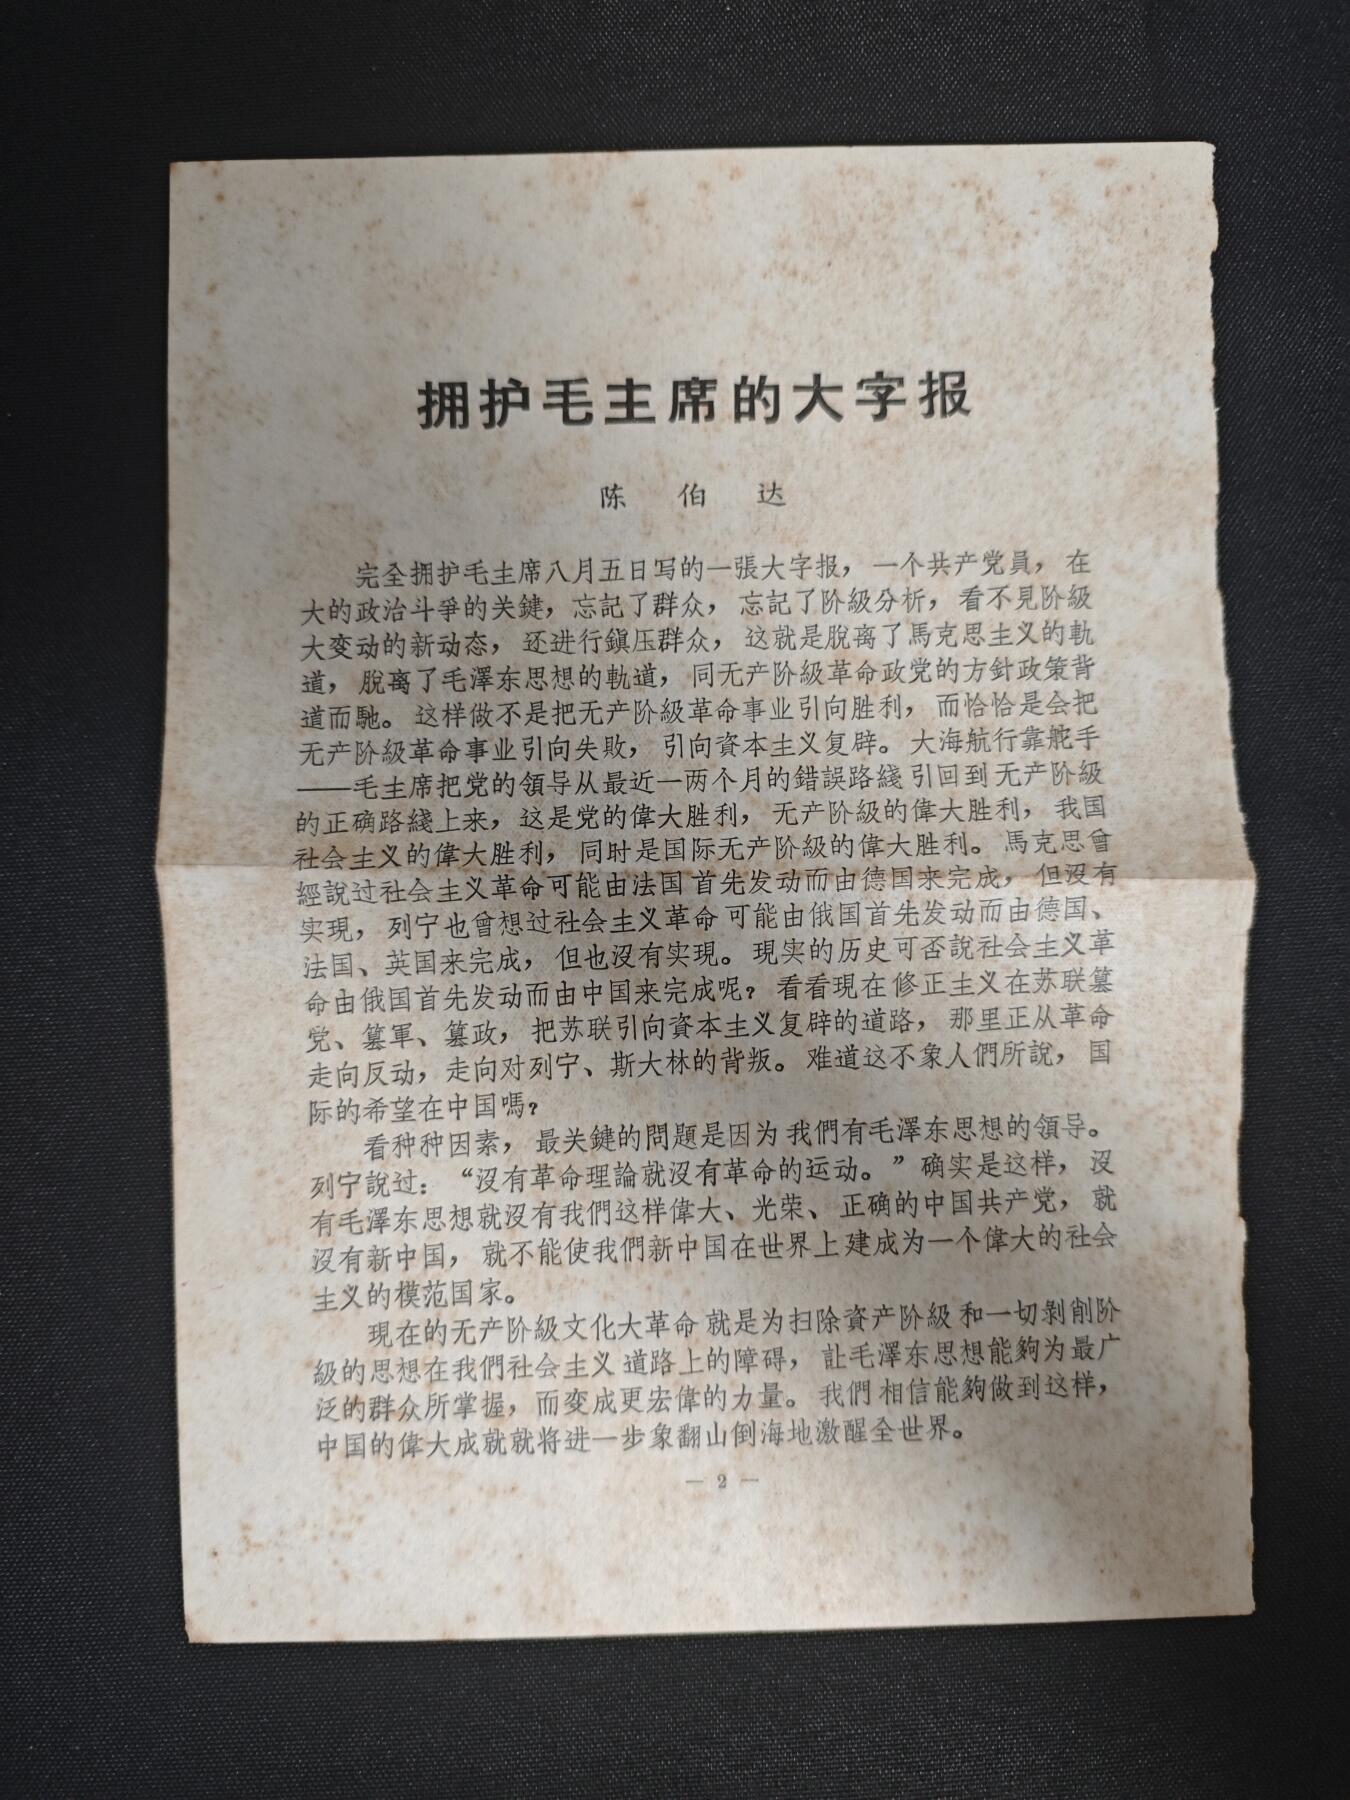 拥护毛主席的大字报
陈 伯 达
完全拥护毛主席八月五日写的一張大字报，一个共产党員，在
大的政治斗爭的关鍵，忘記了群众，忘記了阶級分析，看不見阶級
大变动的新动态，还进行鎭压群众，这就是脫离了馬克思主义的軌
道，脫离了毛澤东思想的軌道，同无产阶級革命政党的方針政策背
道而馳。这样做不是把无产阶級革命事业引向胜利，而恰恰是会把
无产阶級革命事业引向失敗，引向資本主义复辟。大海航行靠舵手
——毛主席把党的領导从最近一两个月的錯誤路綫引回到无产阶級
的正确路綫上来，这是党的偉大胜利，无产阶級的偉大胜利，我国
社会主义的偉大胜利，同时是国际无产阶級的偉大胜利。馬克思曾
經說过社会主义革命可能由法国首先发动而由德国来完成，但沒有
实現，列宁也曾想过社会主义革命可能由俄国首先发动而由德国、
法国、英国来完成，但也沒有实現。現实的历史可否說社会主义革
命由俄国首先发动而由中国来完成呢？看看現在修正主义在苏联篡
党、篡軍、篡政，把苏联引向資本主义复辟的道路，那里正从革命
走向反动，走向对列宁、斯大林的背叛。难道这不象人們所說，国
际的希望在中国嗎？
看种种因素，最关鍵的問題是因为我們有毛澤东思想的領导。
列宁說过：“沒有革命理論就沒有革命的运动。”确实是这样，沒
有毛澤东思想就沒有我們这样偉大、光荣、正确的中国共产党，就
沒有新中国，就不能使我們新中国在世界上建成为一个偉大的社会
主义的模范国家。
現在的无产阶級文化大革命就是为扫除資产阶級和一切剝削阶
級的思想在我們社会主义道路上的障碍，訨毛澤东思想能夠为最广
泛的群众所掌握，而变成更宏偉的力量。我們相信能夠做到这样，
中国的偉大成就就将进一步象翻山倒海地激醒全世界。
— 2 —